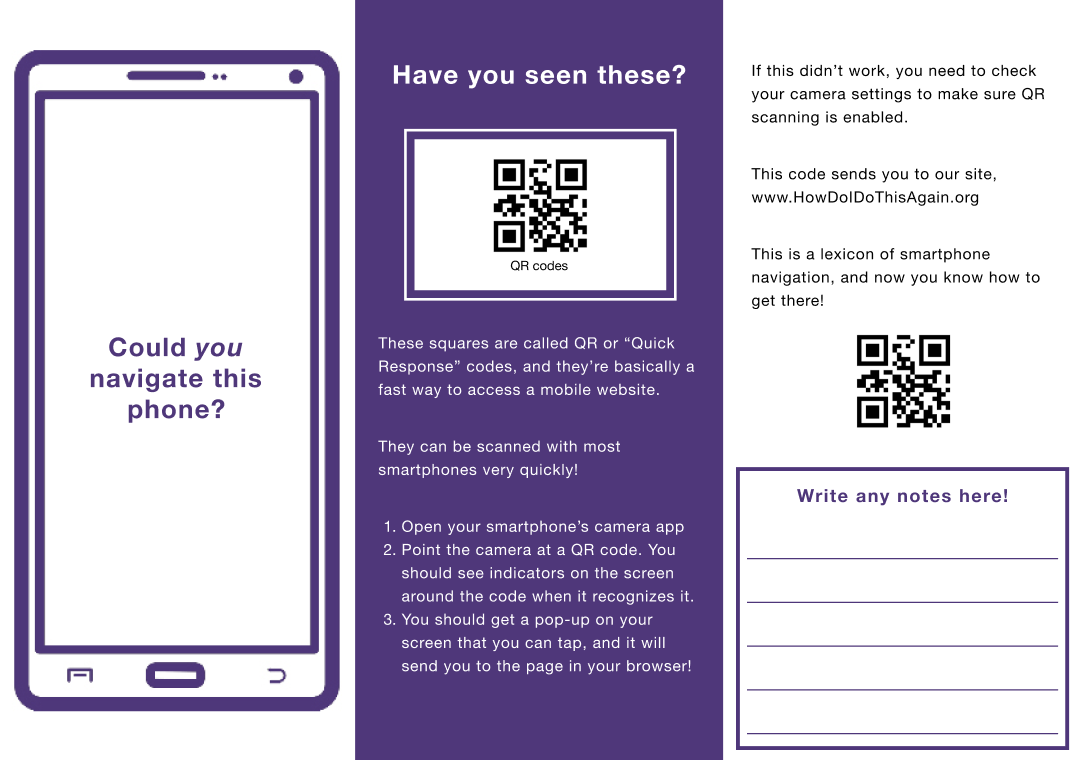 Could you
navigate this
phone?
Have you seen these?
QR codes
These squares are called QR or “Quick
Response” codes, and they’re basically a
fast way to access a mobile website.
They can be scanned with most
smartphones very quickly!
1. Open your smartphone’s camera app
2. Point the camera at a QR code. You
should see indicators on the screen
around the code when it recognizes it.
3. You should get a pop-up on your
screen that you can tap, and it will
send you to the page in your browser!
If this didn’t work, you need to check
your camera settings to make sure QR
scanning is enabled.
This code sends you to our site,
www.HowDoIDoThisAgain.org
This is a lexicon of smartphone
navigation, and now you know how to
get there!
Write any notes here!